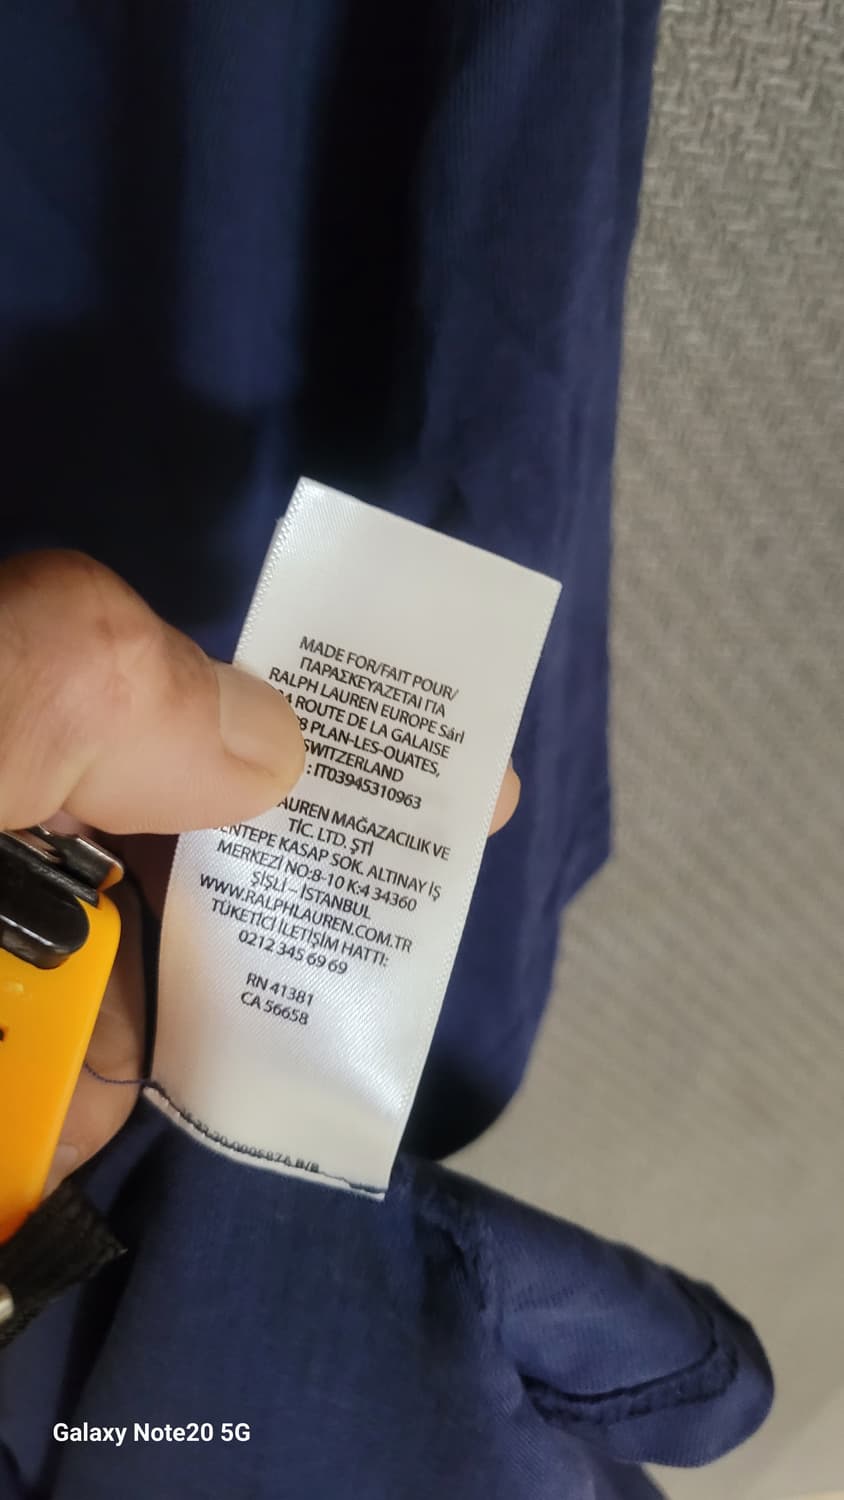 MADE FOR/FAIT POUR/
ΠΑΡΑΣΚΕΥΑΖΕΤΑΙ ΓΙΑ
RALPH LAUREN EUROPE Sárl
ROUTE DE LA GALAISE
PLAN-LES-OUATES,
SWITZERLAND
: IT03945310963
MAĞAZACILIK VE
TİC. LTD. ŞTİ
KASAP SOK. ALTINAY İŞ
MERKEZİ NO:8-10 K:4 34360
ŞİŞLİ – İSTANBUL
WWW.RALPHLAUREN.COM.TR
TÜKETİCİ İLETİŞİM HATTI:
0212 345 69 69
RN 41381
CA 56658
Galaxy Note20 5G